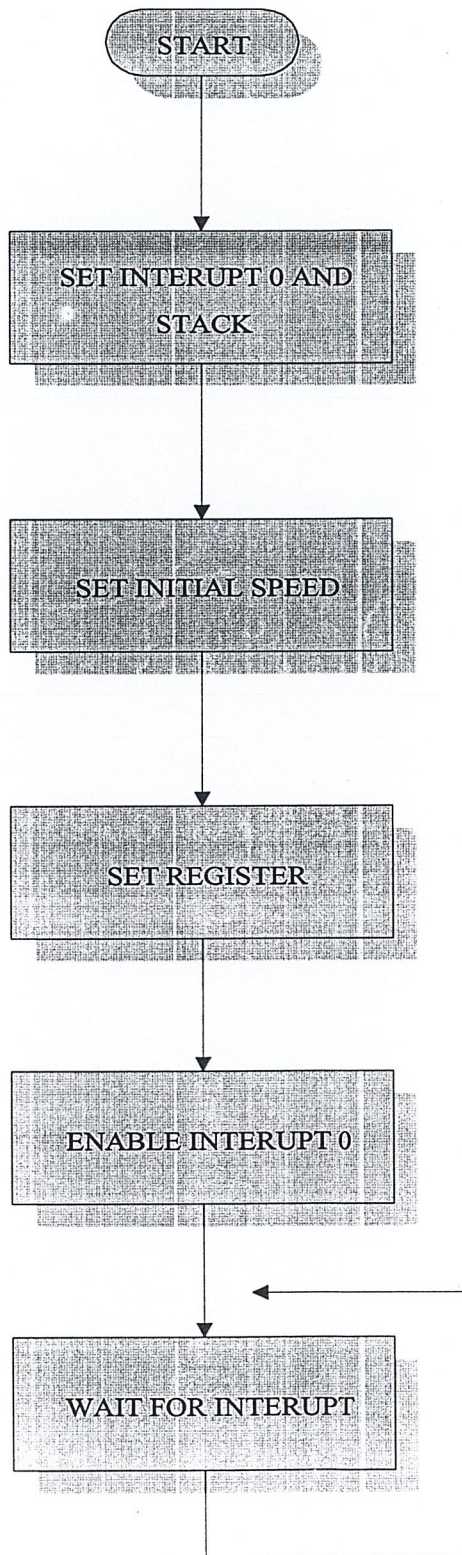 START
SET INTERUPT 0 AND
STACK
SET INITIAL SPEED
SET REGISTER
ENABLE INTERUPT 0
WAIT FOR INTERUPT